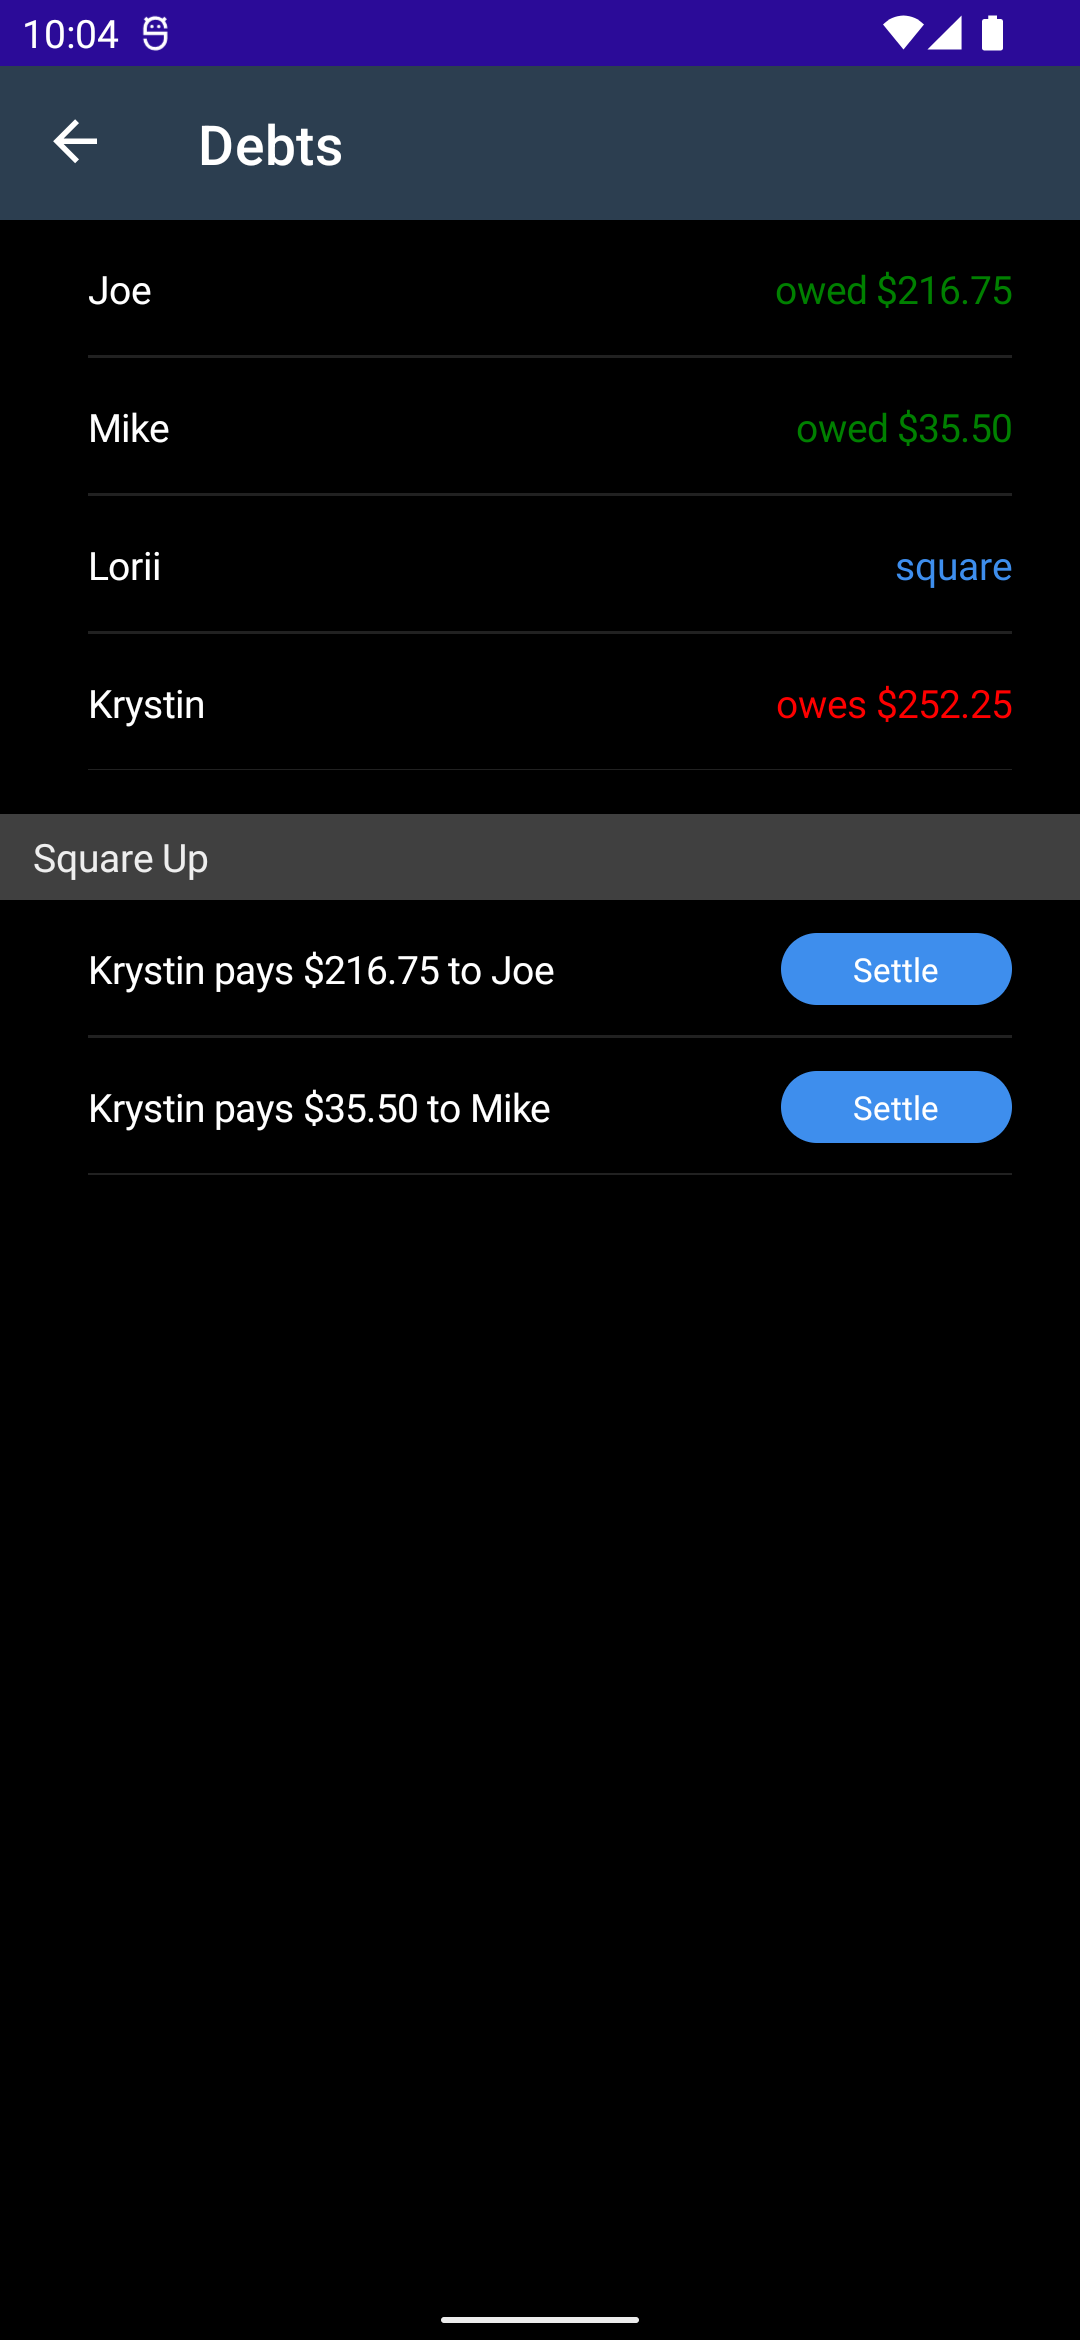 10:04
Debts
Joe owed $216.75
Mike owed $35.50
Lorii square
Krystin owes $252.25
Square Up
Krystin pays $216.75 to Joe Settle
Krystin pays $35.50 to Mike Settle